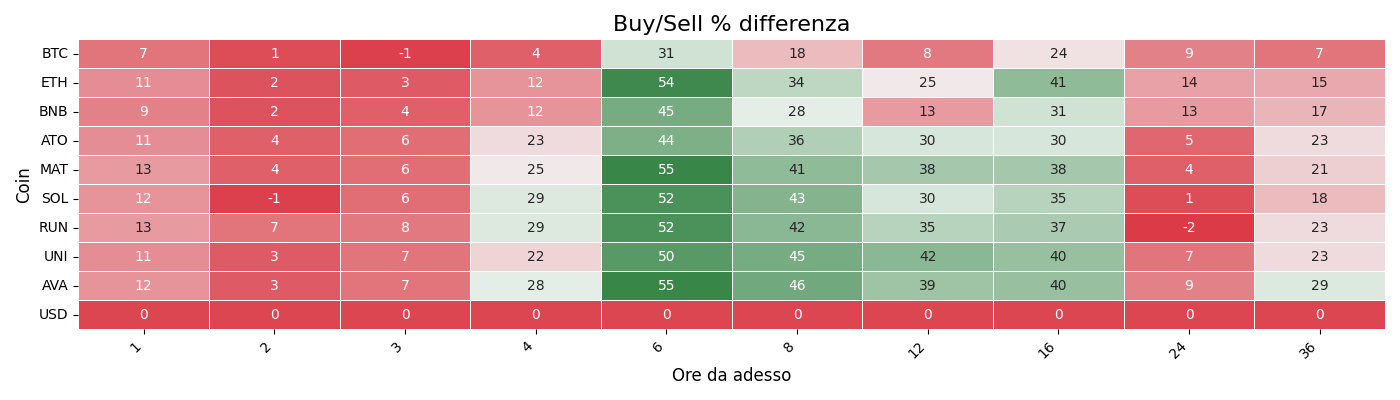 Buy/Sell % differenza
Coin
BTC 7 1 -1 4 31 18 8 24 9 7
ETH 11 2 3 12 54 34 25 41 14 15
BNB 9 2 4 12 45 28 13 31 13 17
ATO 11 4 6 23 44 36 30 30 5 23
MAT 13 4 6 25 55 41 38 38 4 21
SOL 12 -1 6 29 52 43 30 35 1 18
RUN 13 7 8 29 52 42 35 37 -2 23
UNI 11 3 7 22 50 45 42 40 7 23
AVA 12 3 7 28 55 46 39 40 9 29
USD 0 0 0 0 0 0 0 0 0 0
1 2 3 4 6 8 12 16 24 36
Ore da adesso